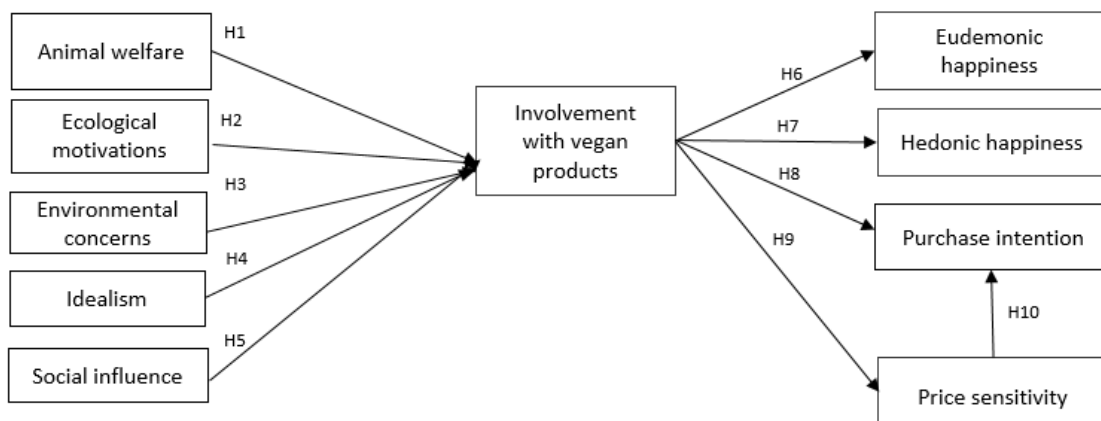 Animal welfare
H1
Ecological
motivations
H2
Environmental
concerns
H3
Idealism
H4
Social influence
H5
Involvement
with vegan
products
H6
H7
H8
H9
Eudemonic
happiness
Hedonic happiness
Purchase intention
H10
Price sensitivity